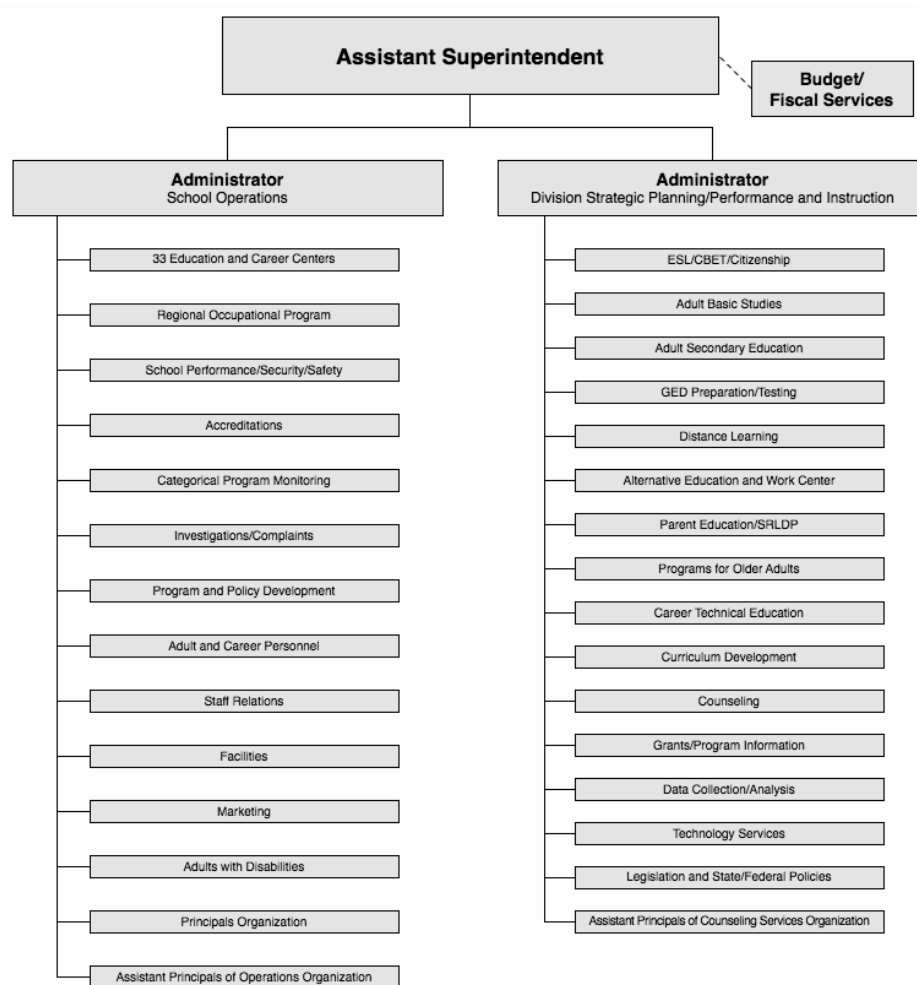 Assistant Superintendent
Budget/
Fiscal Services
Administrator
School Operations
33 Education and Career Centers
Regional Occupational Program
School Performance/Security/Safety
Accreditations
Categorical Program Monitoring
Investigations/Complaints
Program and Policy Development
Adult and Career Personnel
Staff Relations
Facilities
Marketing
Adults with Disabilities
Principals Organization
Assistant Principals of Operations Organization
Administrator
Division Strategic Planning/Performance and Instruction
ESL/CBET/Citizenship
Adult Basic Studies
Adult Secondary Education
GED Preparation/Testing
Distance Learning
Alternative Education and Work Center
Parent Education/SRLDP
Programs for Older Adults
Career Technical Education
Curriculum Development
Counseling
Grants/Program Information
Data Collection/Analysis
Technology Services
Legislation and State/Federal Policies
Assistant Principals of Counseling Services Organization